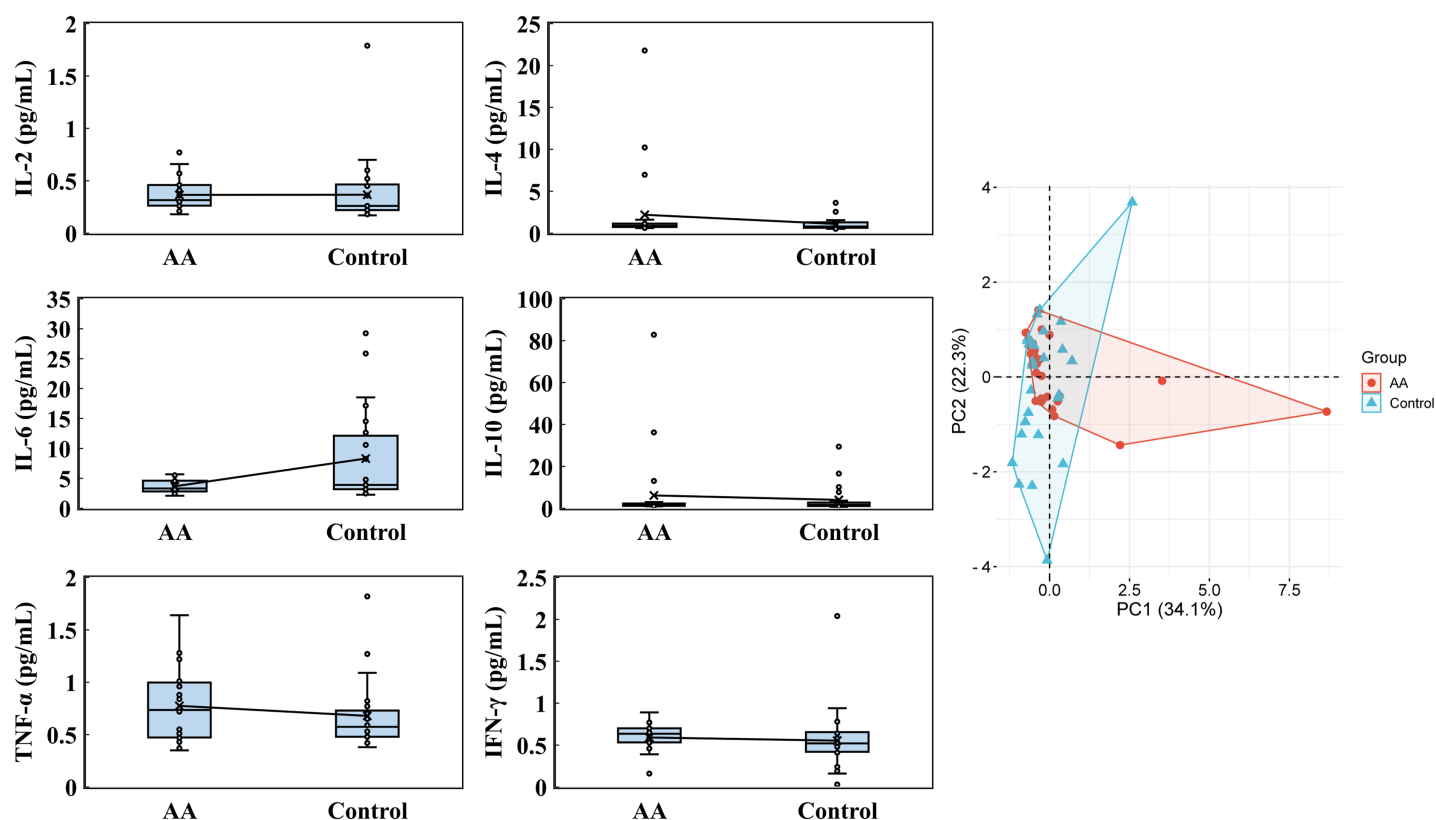 IL-2 (pg/mL)
2
1.5
1
0.5
0
AA Control
IL-4 (pg/mL)
25
20
15
10
5
0
AA Control
IL-6 (pg/mL)
35
30
25
20
15
10
5
0
AA Control
IL-10 (pg/mL)
100
80
60
40
20
0
AA Control
TNF-α (pg/mL)
2
1.5
1
0.5
0
AA Control
IFN-γ (pg/mL)
2.5
2
1.5
1
0.5
0
AA Control
PC2 (22.3%)
4
2
0
-2
-4
0.0 2.5 5.0 7.5
PC1 (34.1%)
Group
AA
Control